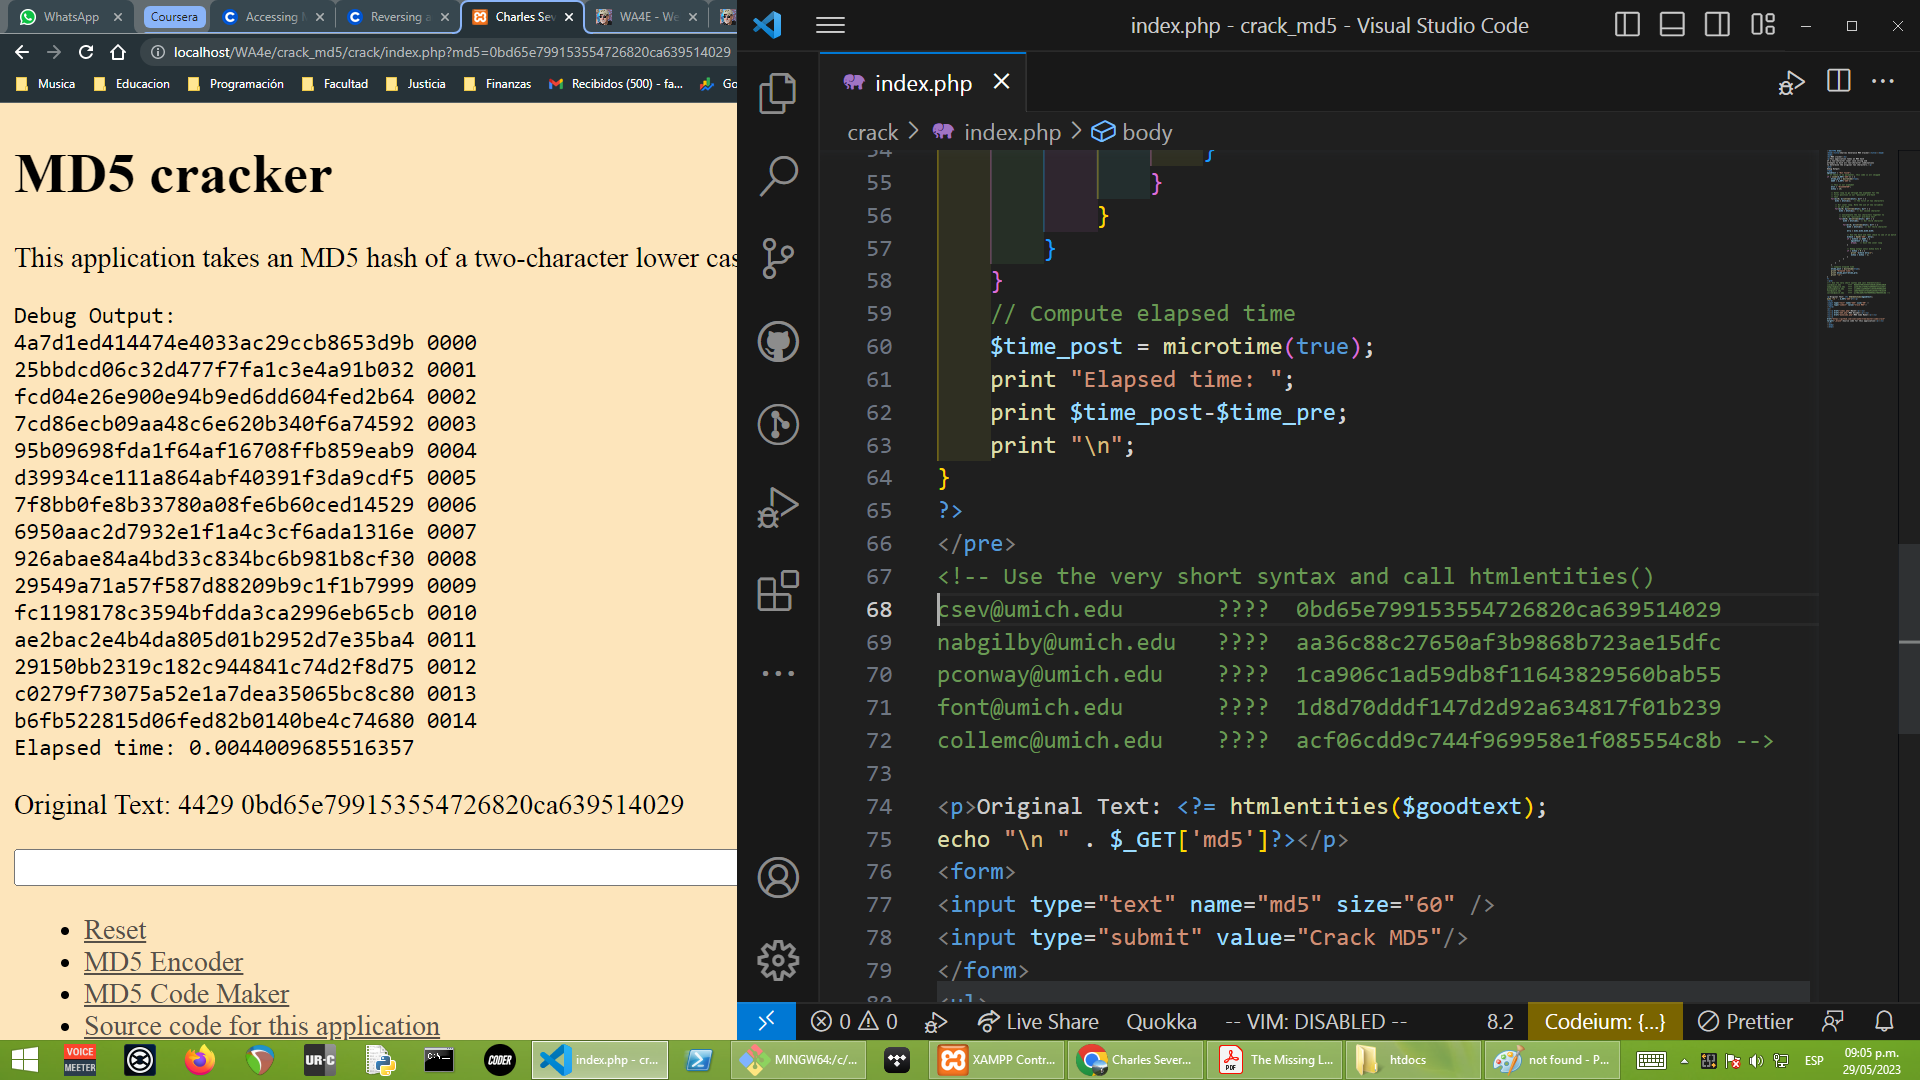 WhatsApp
Coursera
Accessing
Reversing a
Charles Sev
WA4E - We
localhost/WA4e/crack_md5/crack/index.php?md5=0bd65e799153554726820ca639514029
Musica
Educacion
Programación
Facultad
Justicia
Finanzas
Recibidos (500) - fa...
Go
MD5 cracker
This application takes an MD5 hash of a two-character lower cas
Debug Output:
4a7d1ed414474e4033ac29ccb8653d9b 0000
25bbdcd06c32d477f7fa1c3e4a91b032 0001
fcd04e26e900e94b9ed6dd604fed2b64 0002
7cd86ecb09aa48c6e620b340f6a74592 0003
95b09698fda1f64af16708ffb859eab9 0004
d39934ce111a864abf40391f3da9cdf5 0005
7f8bb0fe8b33780a08fe6b60ced14529 0006
6950aac2d7932e1f1a4c3cf6ada1316e 0007
926abae84a4bd33c834bc6b981b8cf30 0008
29549a71a57f587d88209b9c1f1b7999 0009
fc1198178c3594bfdda3ca2996eb65cb 0010
ae2bac2e4b4da805d01b2952d7e35ba4 0011
29150bb2319c182c944841c74d2f8d75 0012
c0279f73075a52e1a7dea35065bc8c80 0013
b6fb522815d06fed82b0140be4c74680 0014
Elapsed time: 0.0044009685516357
Original Text: 4429 0bd65e799153554726820ca639514029
Reset
MD5 Encoder
MD5 Code Maker
Source code for this application
index.php - crack_md5 - Visual Studio Code
index.php
crack > index.php > body
54 }
55 }
56 }
57 }
58 }
59 // Compute elapsed time
60 $time_post = microtime(true);
61 print "Elapsed time: ";
62 print $time_post-$time_pre;
63 print "\n";
64 }
65 ?>
66 </pre>
67 <!-- Use the very short syntax and call htmlentities()
68 csev@umich.edu ???? 0bd65e799153554726820ca639514029
69 nabgilby@umich.edu ???? aa36c88c27650af3b9868b723ae15dfc
70 pconway@umich.edu ???? 1ca906c1ad59db8f11643829560bab55
71 font@umich.edu ???? 1d8d70dddf147d2d92a634817f01b239
72 collemc@umich.edu ???? acf06cdd9c744f969958e1f085554c8b -->
73
74 <p>Original Text: <?= htmlentities($goodtext);
75 echo "\n " . $_GET['md5']?></p>
76 <form>
77 <input type="text" name="md5" size="60" />
78 <input type="submit" value="Crack MD5"/>
79 </form>
80 <ul>
0 0
Live Share
Quokka
-- VIM: DISABLED --
8.2
Codeium: {...}
Prettier
VOICE
MEETER
UR-C
C:\_
CODER
index.php - cr...
MINGW64:/c/...
XAMPP Contr...
Charles Sever...
The Missing L...
htdocs
not found - P...
ESP
09:05 p.m.
29/05/2023